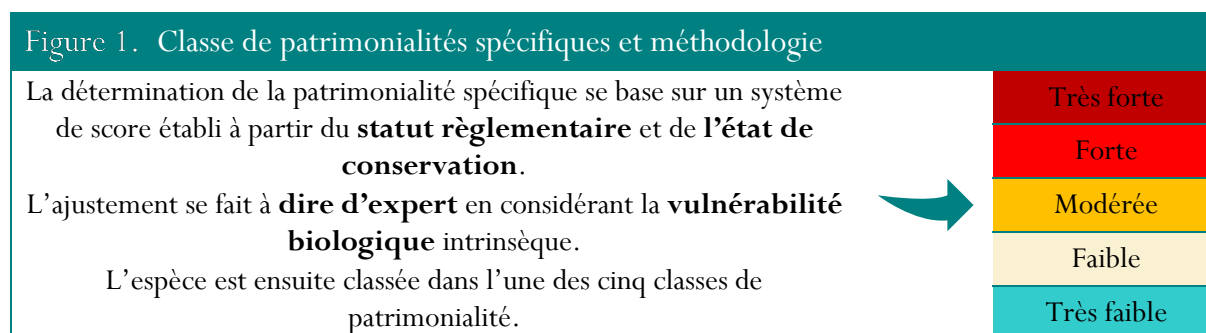 Figure 1. Classe de patrimonialités spécifiques et méthodologie
La détermination de la patrimonialité spécifique se base sur un système
de score établi à partir du statut règlementaire et de l’état de
conservation.
L’ajustement se fait à dire d’expert en considérant la vulnérabilité
biologique intrinsèque.
L’espèce est ensuite classée dans l’une des cinq classes de
patrimonialité.
Très forte
Forte
Modérée
Faible
Très faible